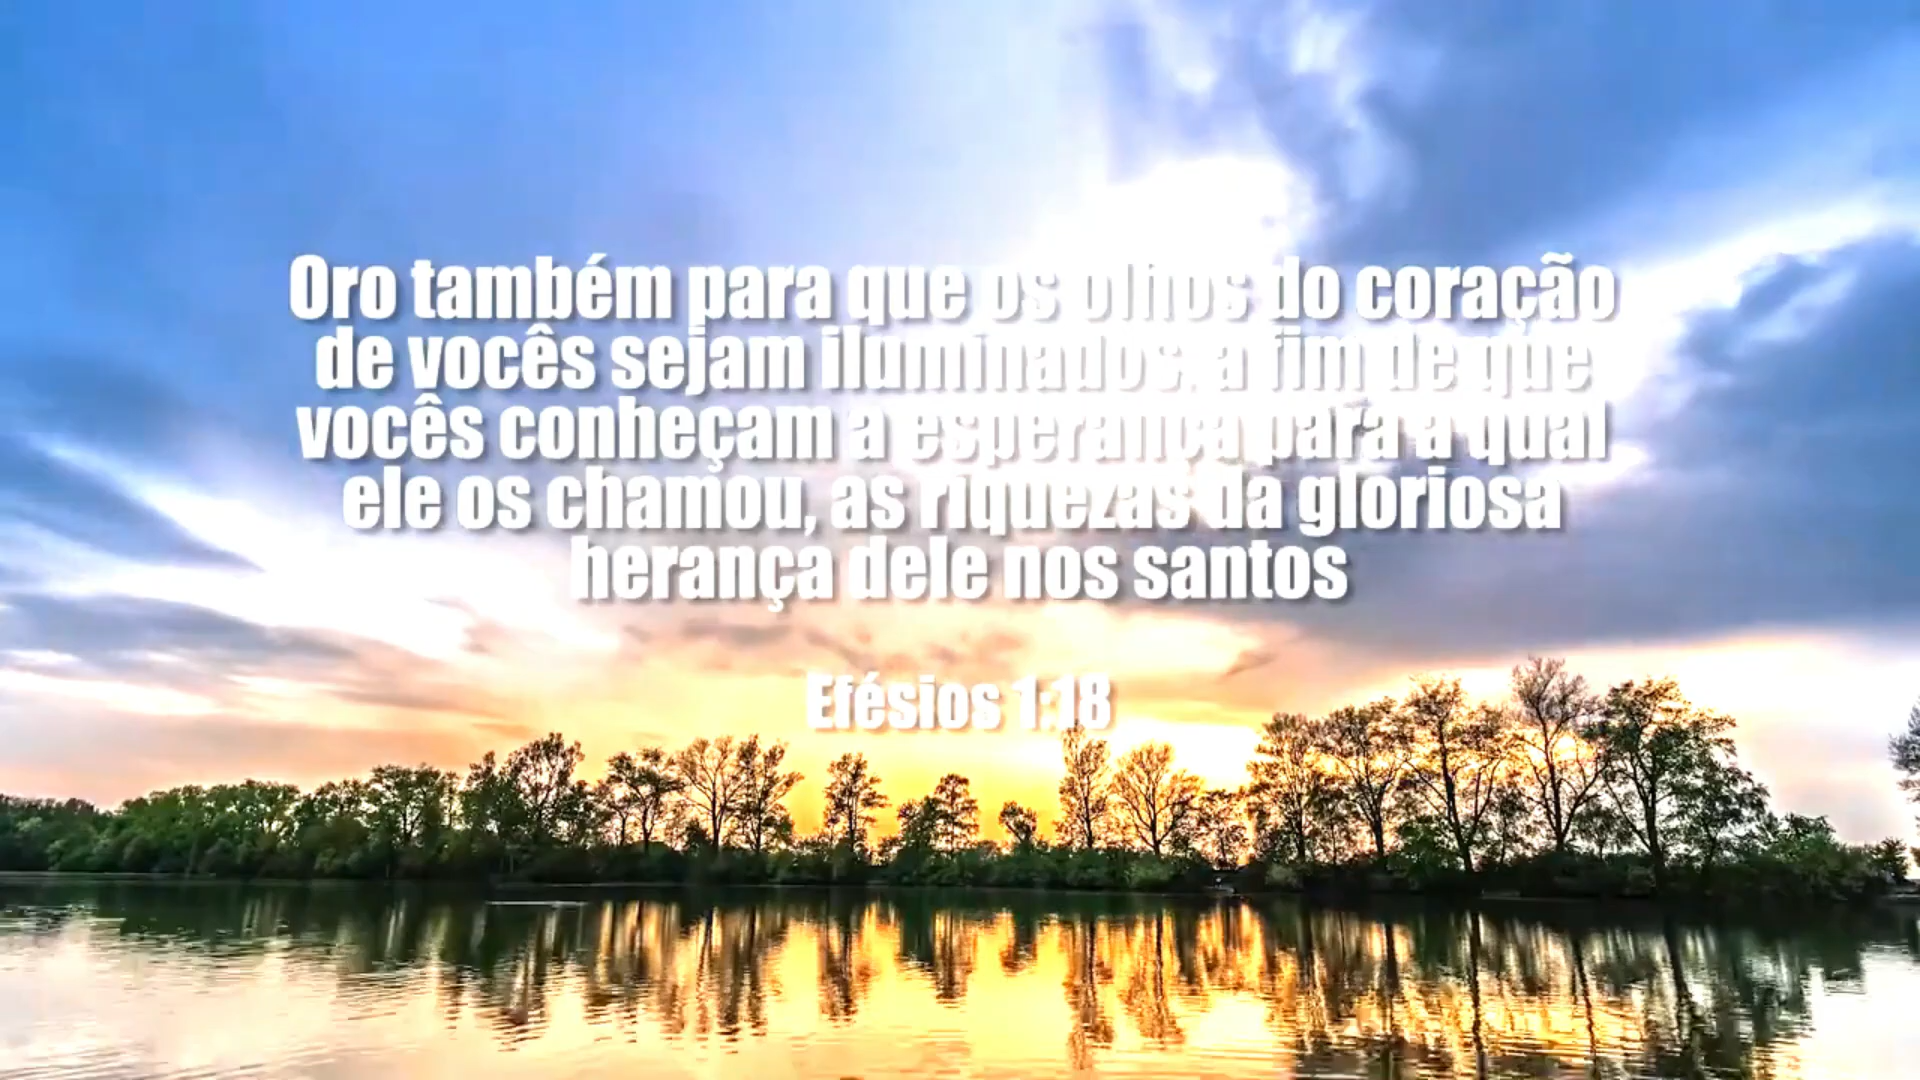 Oro também para que os olhos do coração
de vocês sejam iluminados, a fim de que
vocês conheçam a esperança para a qual
ele os chamou, as riquezas da gloriosa
herança dele nos santos
Efésios 1:18